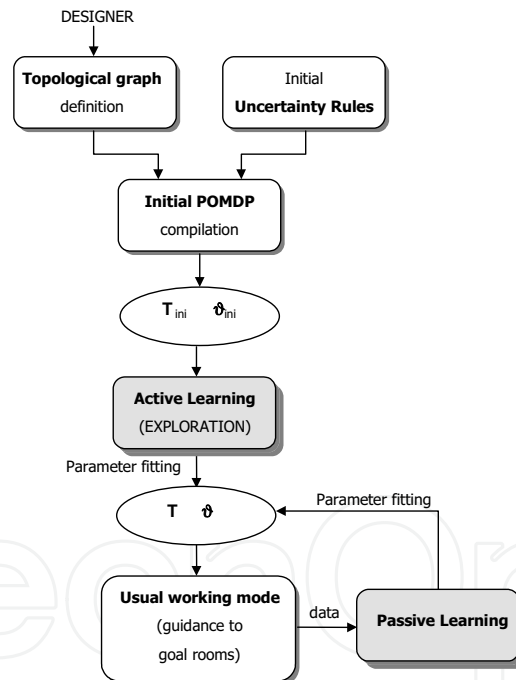 DESIGNER
Topological graph
definition
Initial
Uncertainty Rules
Initial POMDP
compilation
T ini ϑ ini
Active Learning
(EXPLORATION)
Parameter fitting
Parameter fitting
T ϑ
Usual working mode
(guidance to
goal rooms)
data
Passive Learning